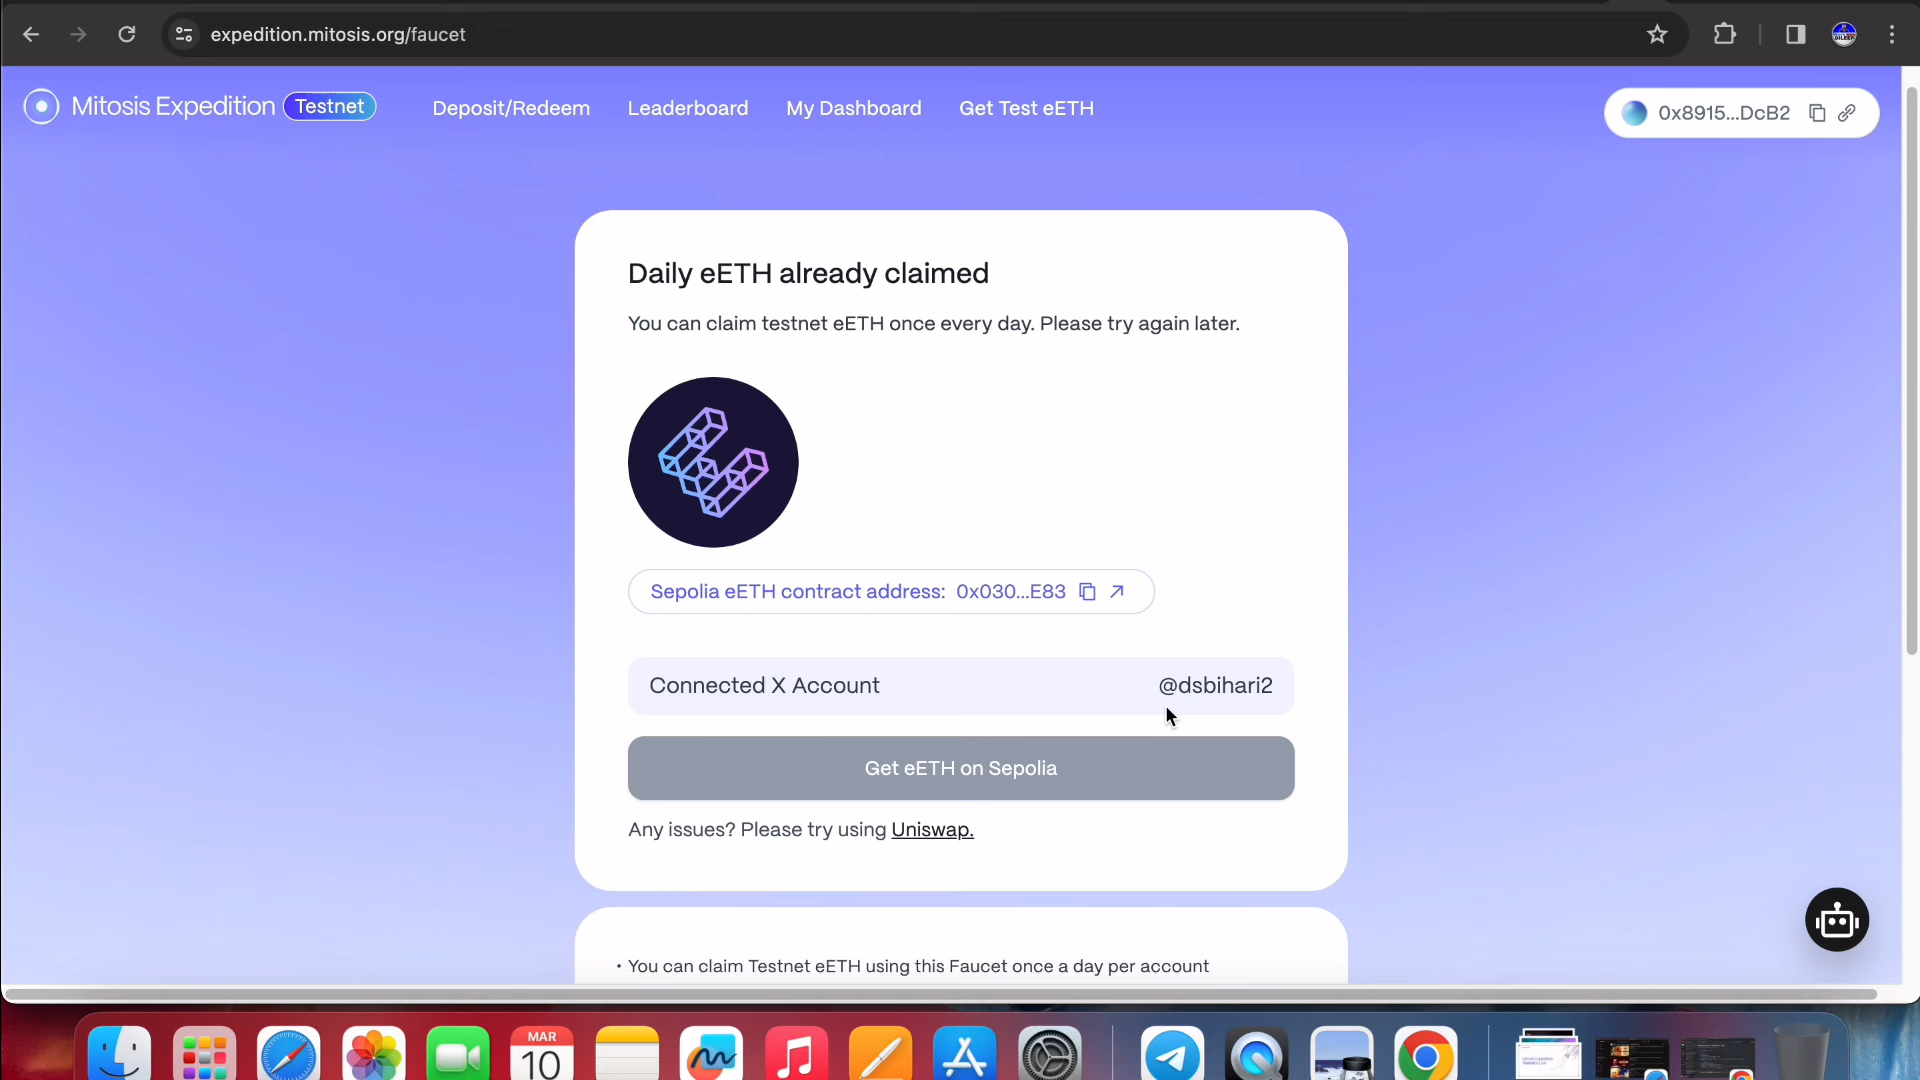 expedition.mitosis.org/faucet
Mitosis Expedition Testnet Deposit/Redeem Leaderboard My Dashboard Get Test eETH 0x8915...DcB2
Daily eETH already claimed
You can claim testnet eETH once every day. Please try again later.
Sepolia eETH contract address: 0x030...E83
Connected X Account @dsbihari2
Get eETH on Sepolia
Any issues? Please try using Uniswap.
• You can claim Testnet eETH using this Faucet once a day per account
MAR
10